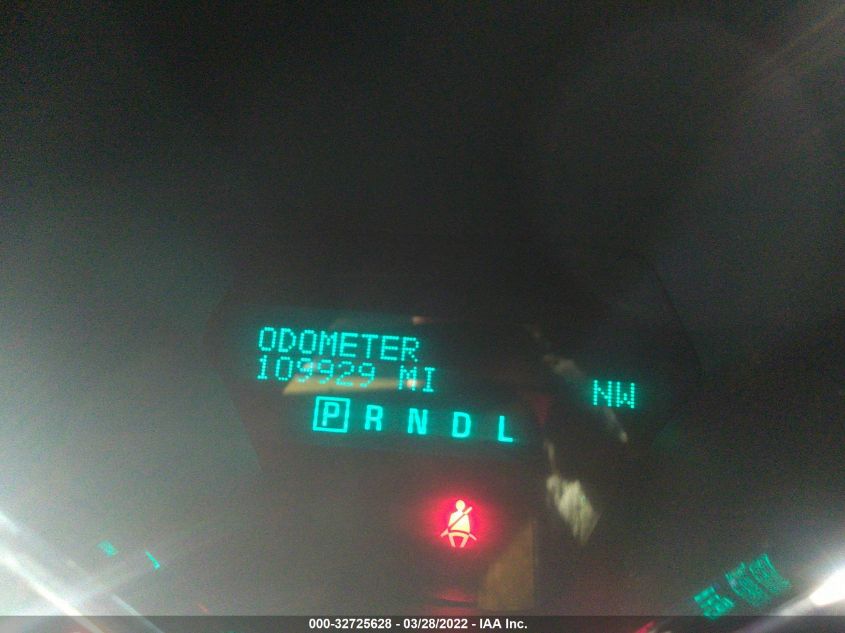 ODOMETER
109929 MI
NW
P R N D L
000-32725628 - 03/28/2022 - IAA Inc.